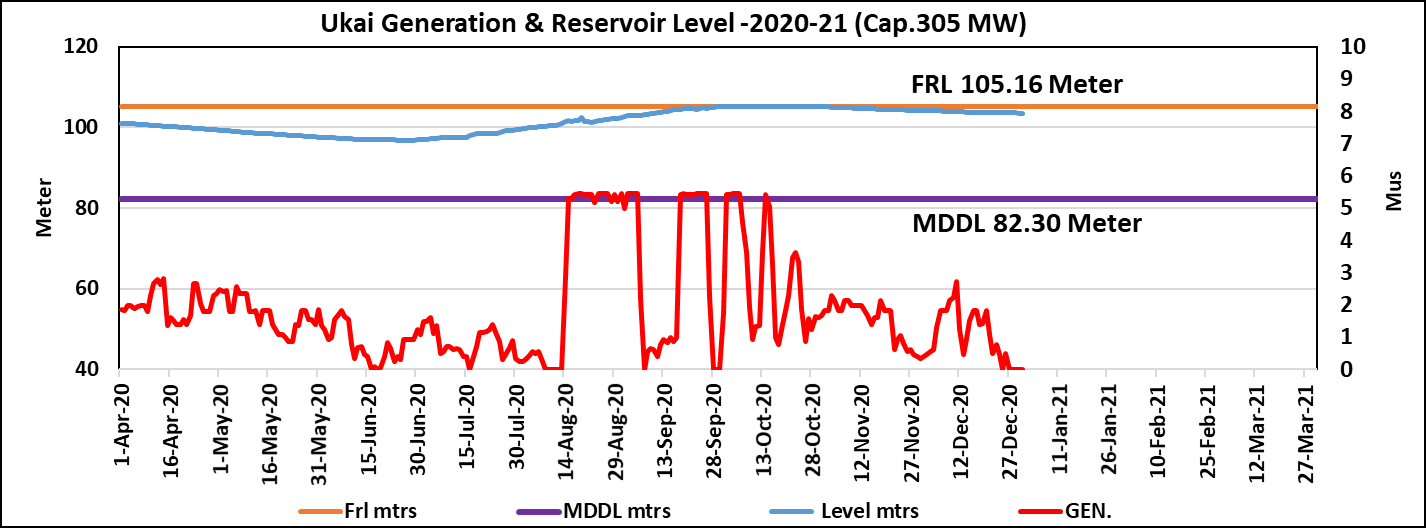 Ukai Generation & Reservoir Level -2020-21 (Cap.305 MW)
120
100
80
60
40
Meter
10
9
8
7
6
5
4
3
2
1
0
Mus
FRL 105.16 Meter
MDDL 82.30 Meter
1-Apr-20
16-Apr-20
1-May-20
16-May-20
31-May-20
15-Jun-20
30-Jun-20
15-Jul-20
30-Jul-20
14-Aug-20
29-Aug-20
13-Sep-20
28-Sep-20
13-Oct-20
28-Oct-20
12-Nov-20
27-Nov-20
12-Dec-20
27-Dec-20
11-Jan-21
26-Jan-21
10-Feb-21
25-Feb-21
12-Mar-21
27-Mar-21
Frl mtrs
MDDL mtrs
Level mtrs
GEN.